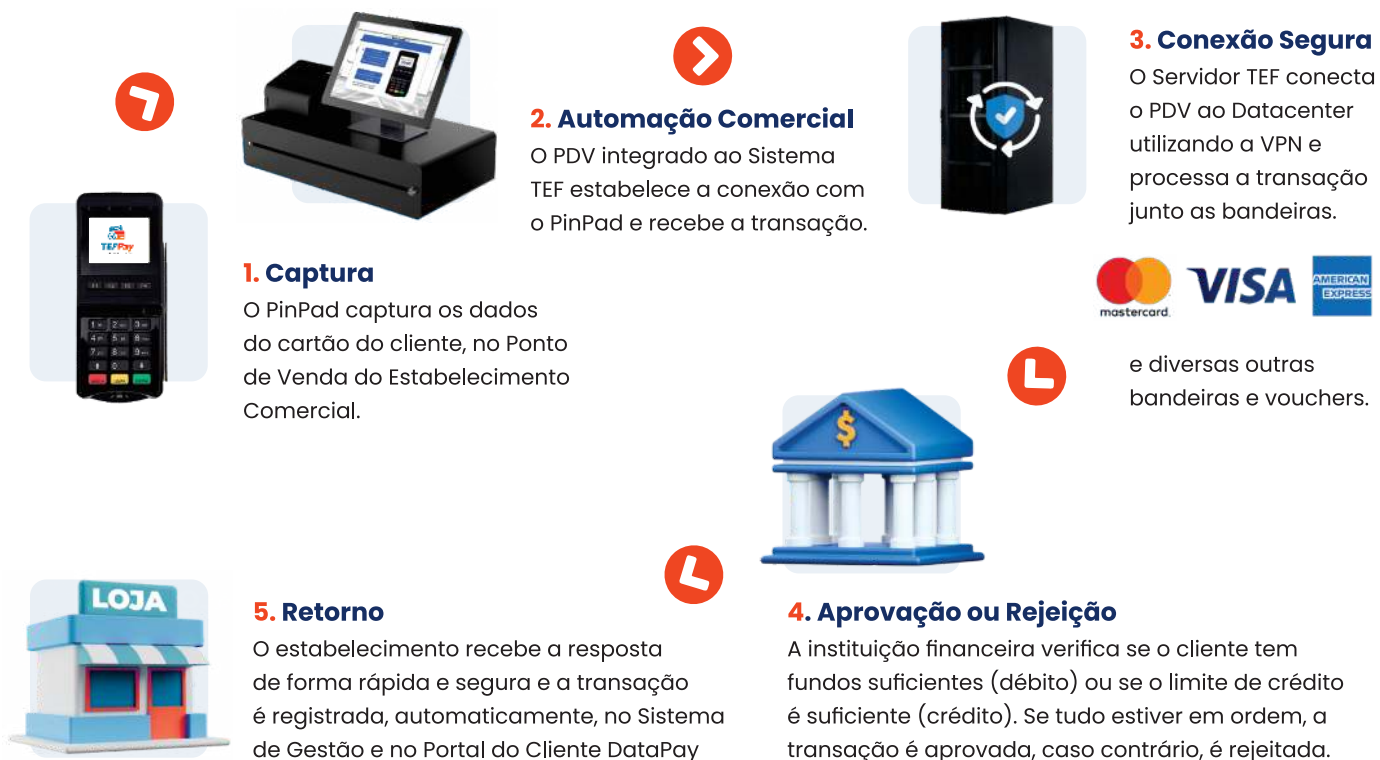 1. Captura
O PinPad captura os dados
do cartão do cliente, no Ponto
de Venda do Estabelecimento
Comercial.
TEFPay
2. Automação Comercial
O PDV integrado ao Sistema
TEF estabelece a conexão com
o PinPad e recebe a transação.
3. Conexão Segura
O Servidor TEF conecta
o PDV ao Datacenter
utilizando a VPN e
processa a transação
junto as bandeiras.
mastercard.
VISA
AMERICAN
EXPRESS
e diversas outras
bandeiras e vouchers.
$
4. Aprovação ou Rejeição
A instituição financeira verifica se o cliente tem
fundos suficientes (débito) ou se o limite de crédito
é suficiente (crédito). Se tudo estiver em ordem, a
transação é aprovada, caso contrário, é rejeitada.
LOJA
5. Retorno
O estabelecimento recebe a resposta
de forma rápida e segura e a transação
é registrada, automaticamente, no Sistema
de Gestão e no Portal do Cliente DataPay